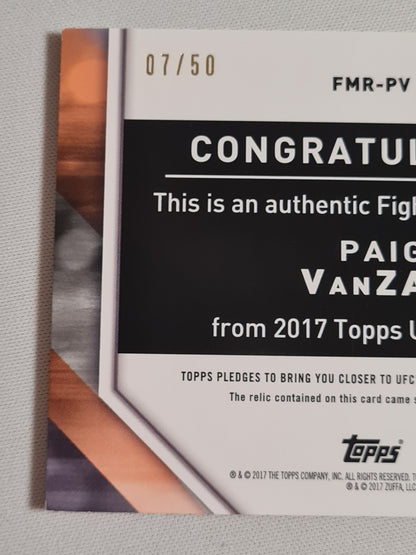 07/50
FMR-PV
CONGRATUL
This is an authentic Figh
PAIG
VANZA
from 2017 Topps U
TOPPS PLEDGES TO BRING YOU CLOSER TO UFC
The relic contained on this card came s
topps
® & © 2017 THE TOPPS COMPANY, INC. ALL RIGHTS RESERVED. T
® & © 2017 ZUFFA, LLC